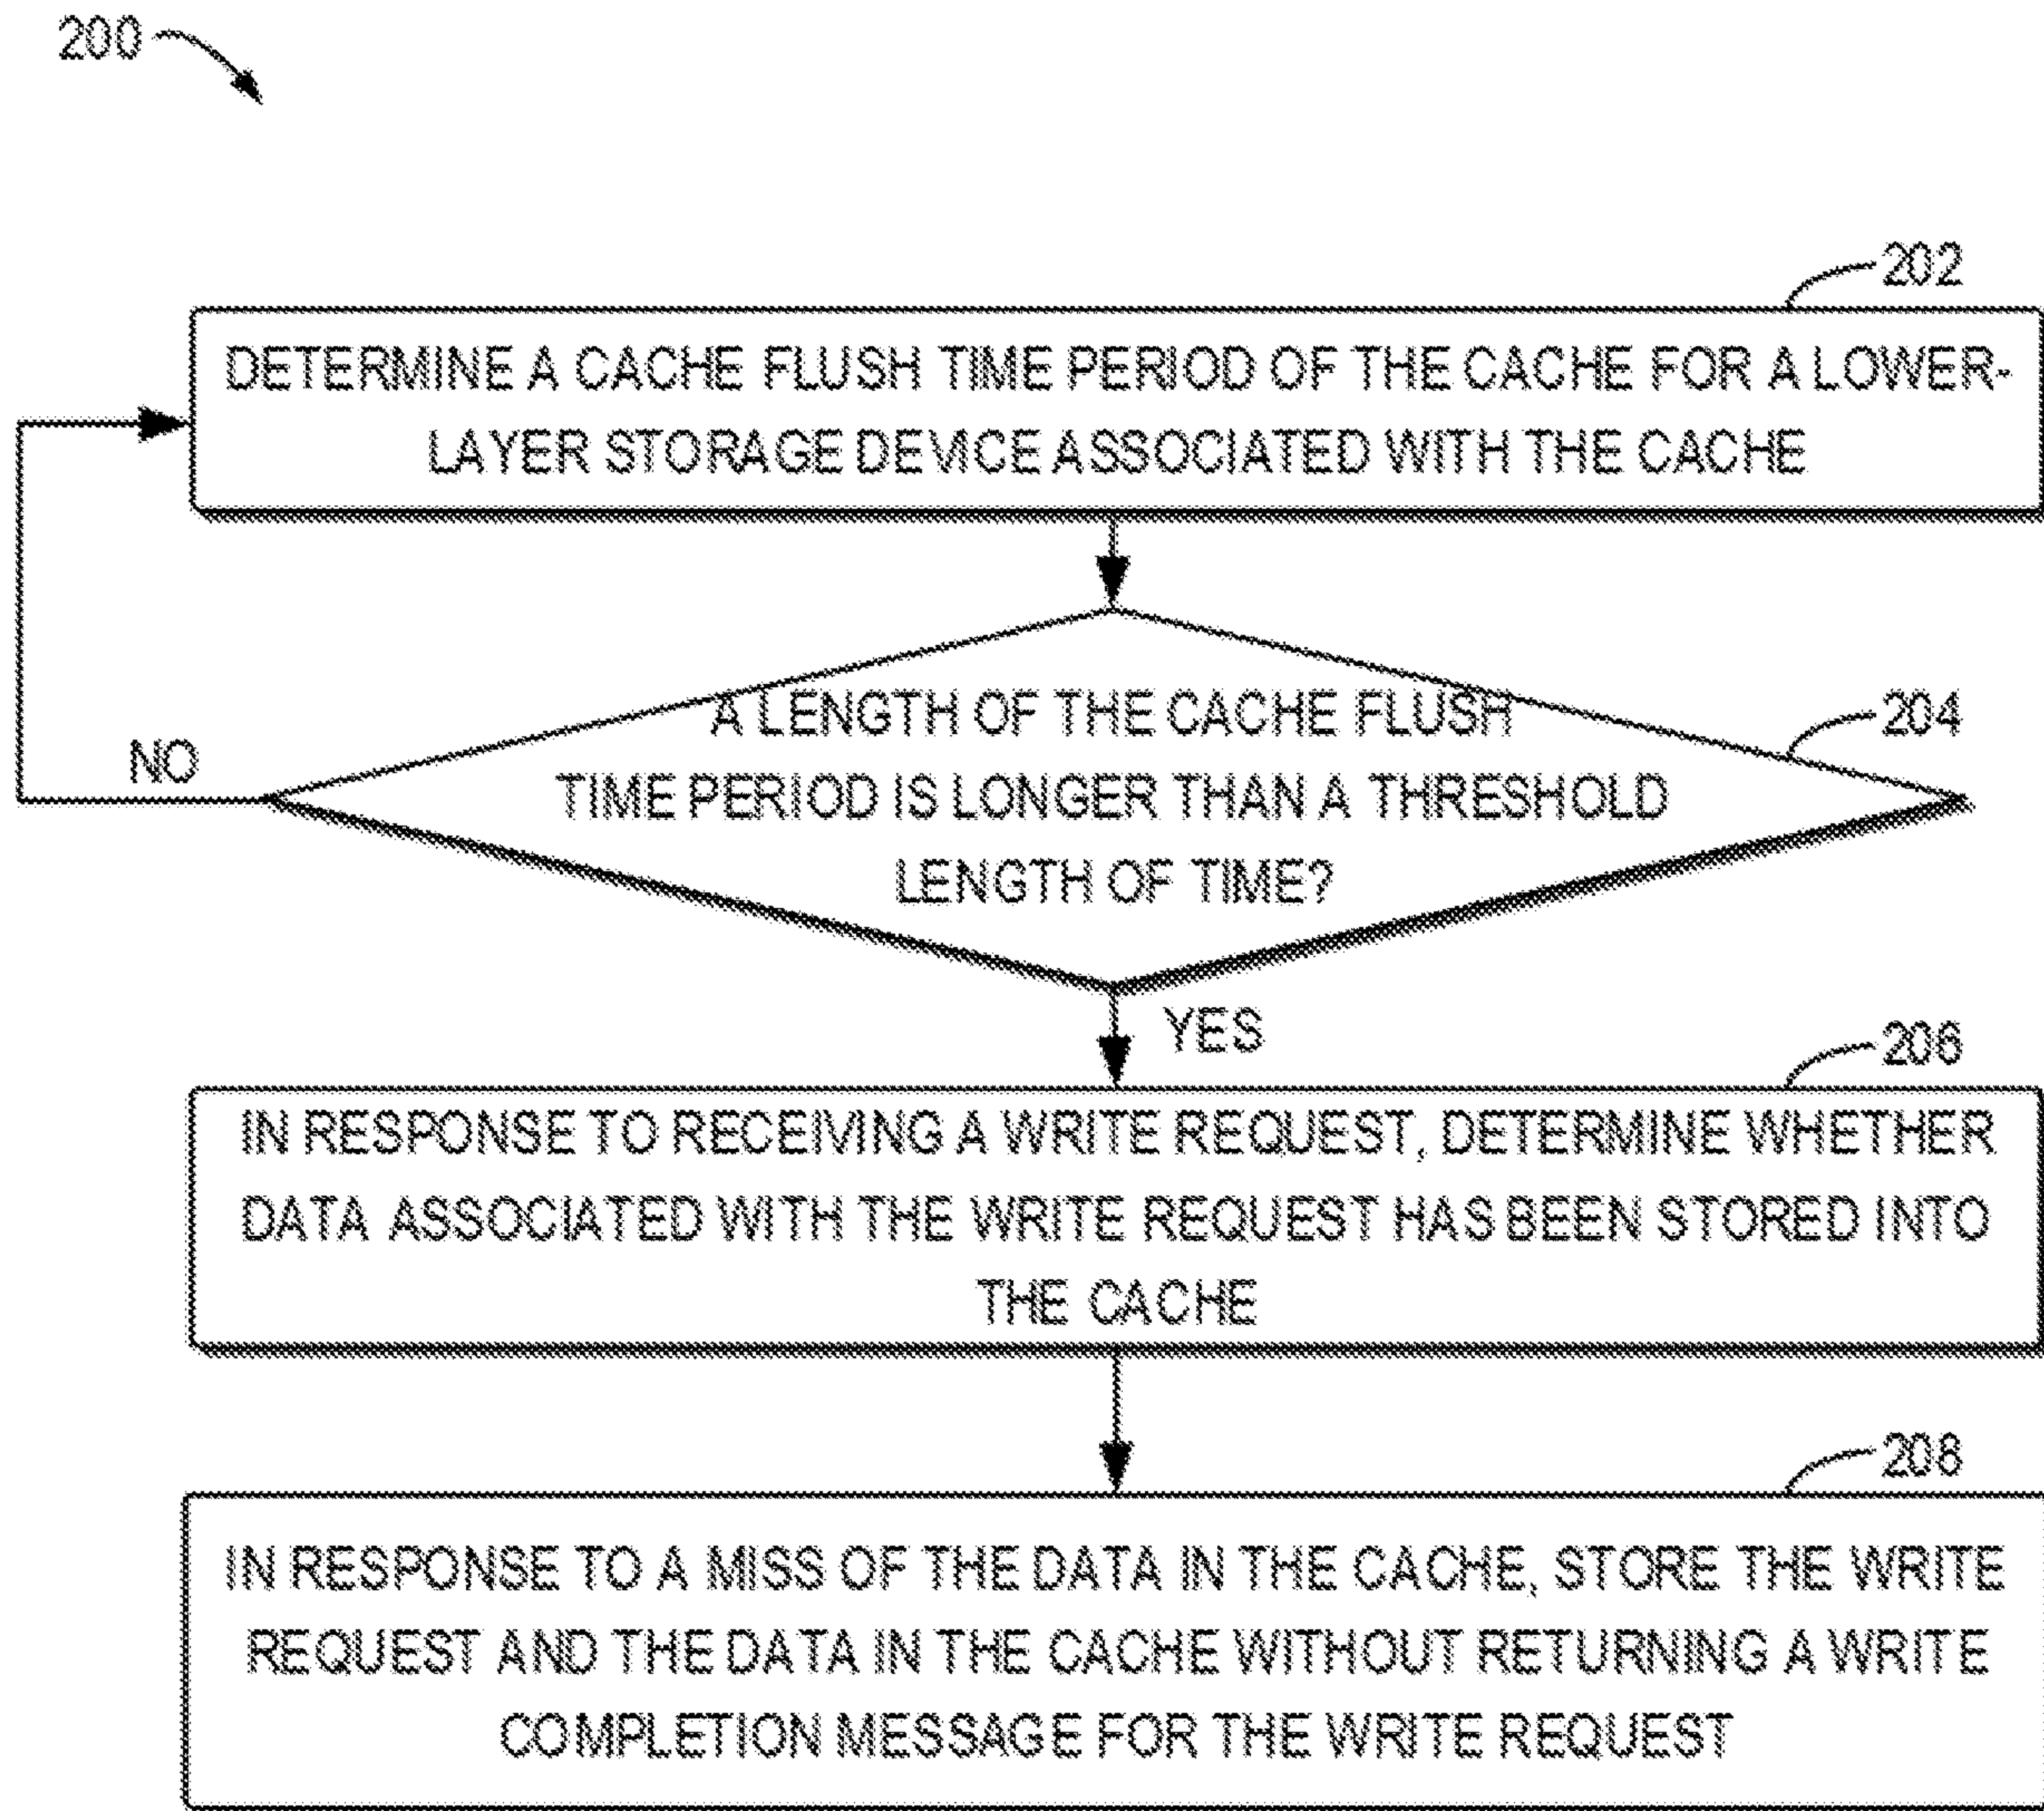 200
202
DETERMINE A CACHE FLUSH TIME PERIOD OF THE CACHE FOR A LOWER-
LAYER STORAGE DEVICE ASSOCIATED WITH THE CACHE
A LENGTH OF THE CACHE FLUSH
204
NO
TIME PERIOD IS LONGER THAN A THRESHOLD
LENGTH OF TIME?
YES
206
IN RESPONSE TO RECEIVING A WRITE REQUEST, DETERMINE WHETHER
DATA ASSOCIATED WITH THE WRITE REQUEST HAS BEEN STORED INTO
THE CACHE
208
IN RESPONSE TO A MISS OF THE DATA IN THE CACHE, STORE THE WRITE
REQUEST AND THE DATA IN THE CACHE WITHOUT RETURNING A WRITE
COMPLETION MESSAGE FOR THE WRITE REQUEST